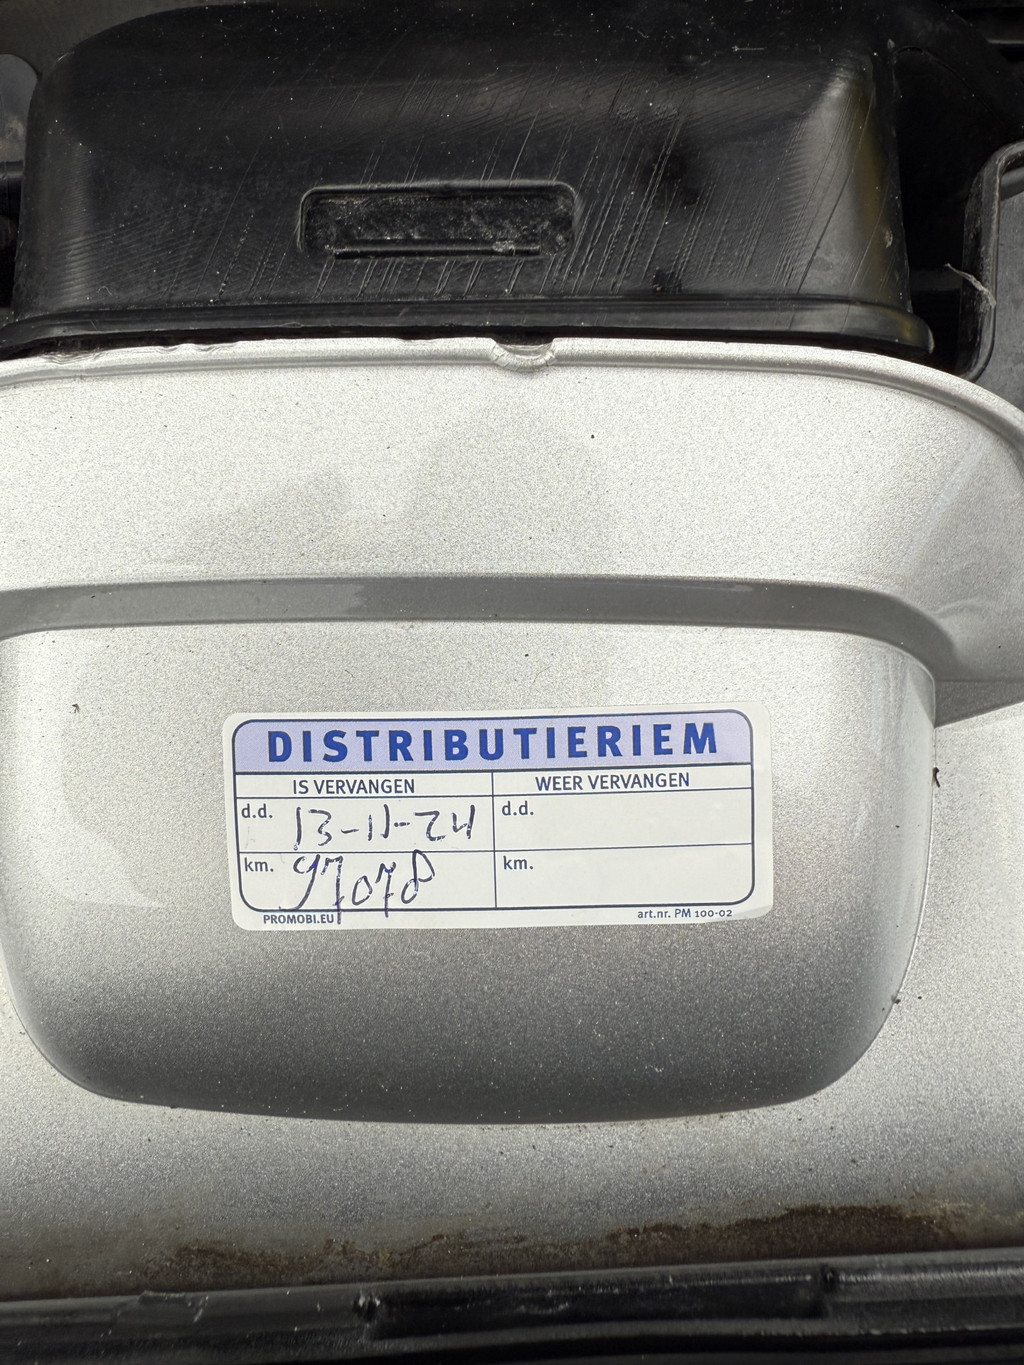 DISTRIBUTIERIEM
IS VERVANGEN WEER VERVANGEN
d.d. 13-11-24 d.d.
km. 97078 km.
PROMOBI.EU art.nr. PM 100-02